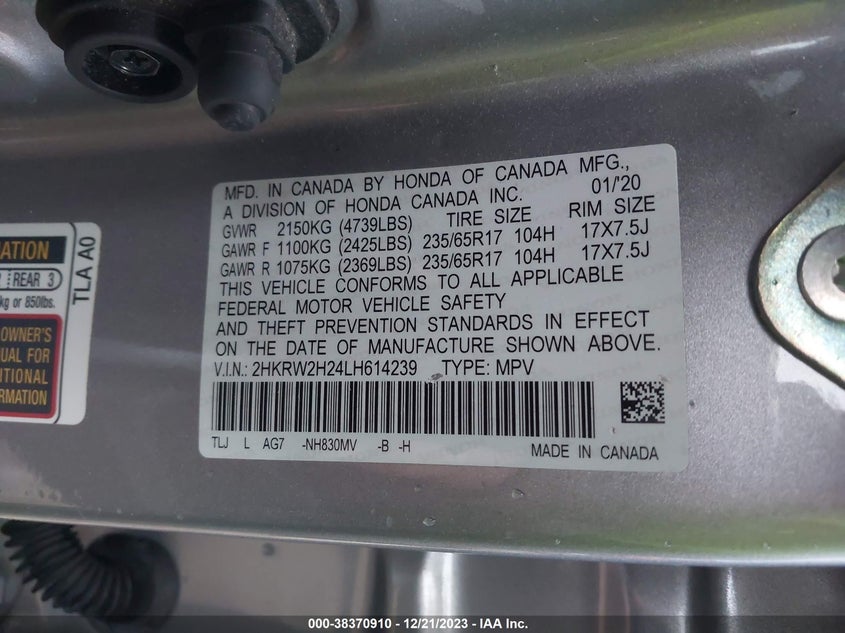 MFD. IN CANADA BY HONDA OF CANADA MFG.,
A DIVISION OF HONDA CANADA INC. 01/'20
GVWR 2150KG (4739LBS) TIRE SIZE RIM SIZE
GAWR F 1100KG (2425LBS) 235/65R17 104H 17X7.5J
GAWR R 1075KG (2369LBS) 235/65R17 104H 17X7.5J
THIS VEHICLE CONFORMS TO ALL APPLICABLE
FEDERAL MOTOR VEHICLE SAFETY
AND THEFT PREVENTION STANDARDS IN EFFECT
ON THE DATE OF MANUFACTURE SHOWN ABOVE.
V.I.N.: 2HKRW2H24LH614239 TYPE: MPV
TLJ L AG7 -NH830MV -B -H MADE IN CANADA
ATION
REAR 3
kg or 850lbs.
OWNER'S
UAL FOR
ITIONAL
RMATION
TLA A0
000-38370910 - 12/21/2023 - IAA Inc.